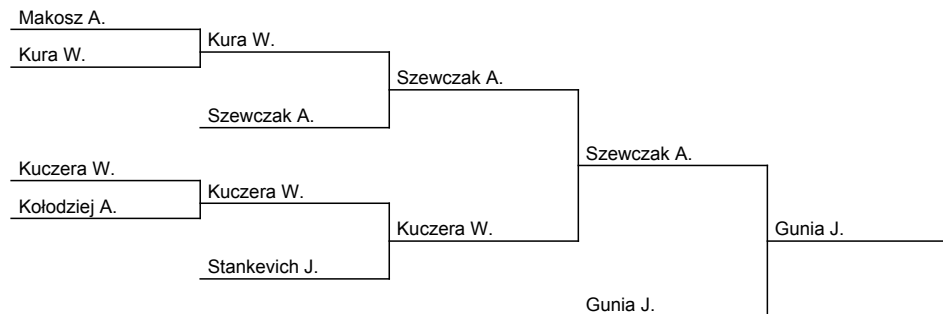 Makosz A.
Kura W.
Kura W.
Szewczak A.
Szewczak A.
Kuczera W.
Szewczak A.
Kołodziej A.
Kuczera W.
Kuczera W.
Gunia J.
Stankevich J.
Gunia J.